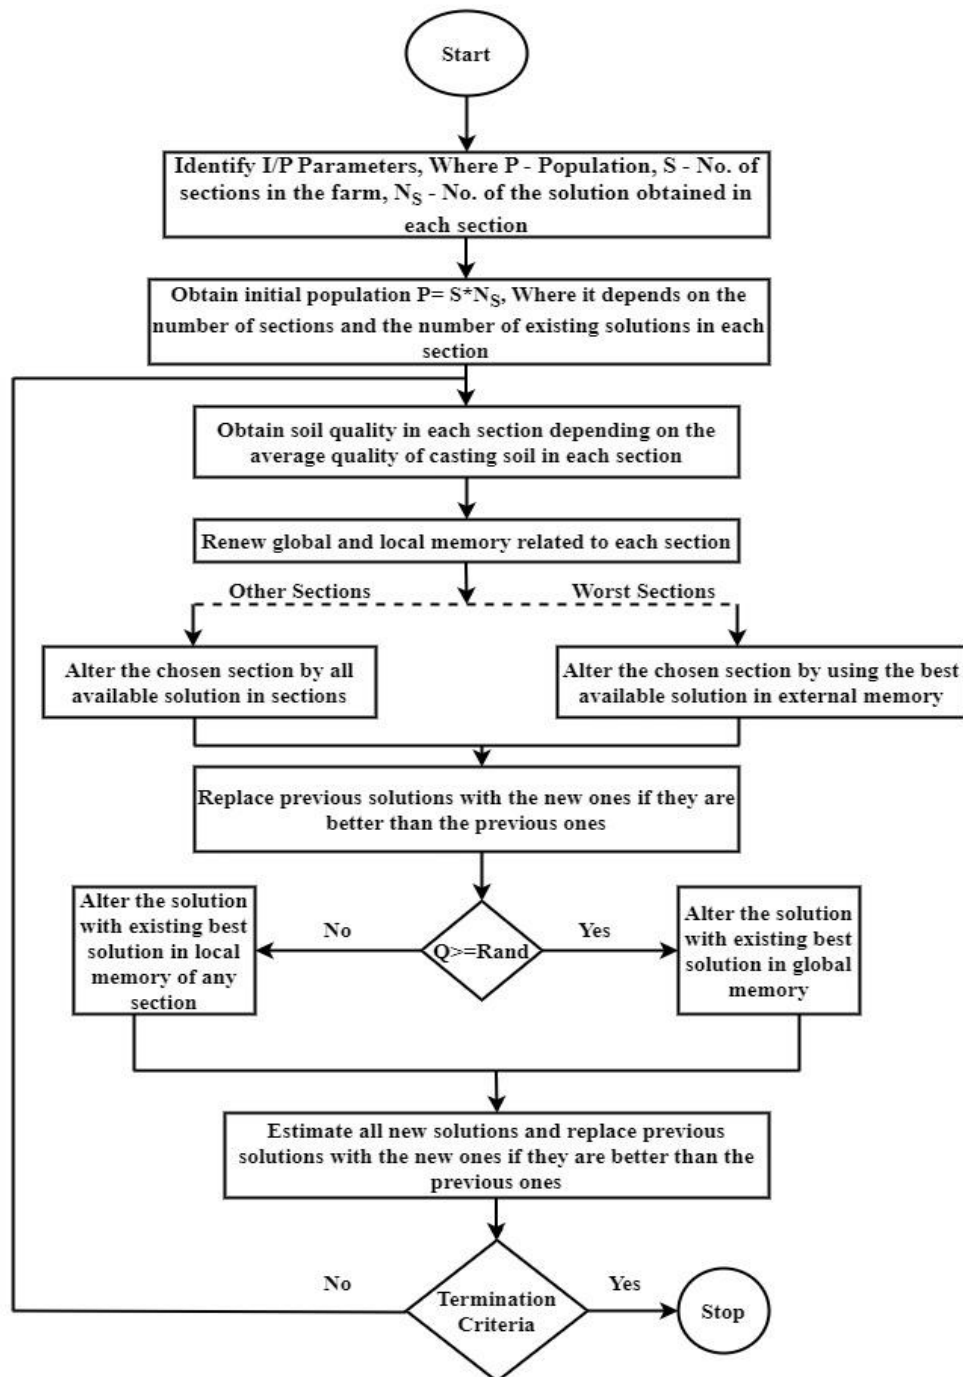 Start
Identify I/P Parameters, Where P - Population, S - No. of
sections in the farm, NS - No. of the solution obtained in
each section
Obtain initial population P= S*NS, Where it depends on the
number of sections and the number of existing solutions in each
section
Obtain soil quality in each section depending on the
average quality of casting soil in each section
Renew global and local memory related to each section
Other Sections
Worst Sections
Alter the chosen section by all
available solution in sections
Alter the chosen section by using the best
available solution in external memory
Replace previous solutions with the new ones if they are
better than the previous ones
Alter the solution
with existing best
solution in local
memory of any
section
No
Q>=Rand
Yes
Alter the solution
with existing best
solution in global
memory
Estimate all new solutions and replace previous
solutions with the new ones if they are better than the
previous ones
No
Termination
Criteria
Yes
Stop